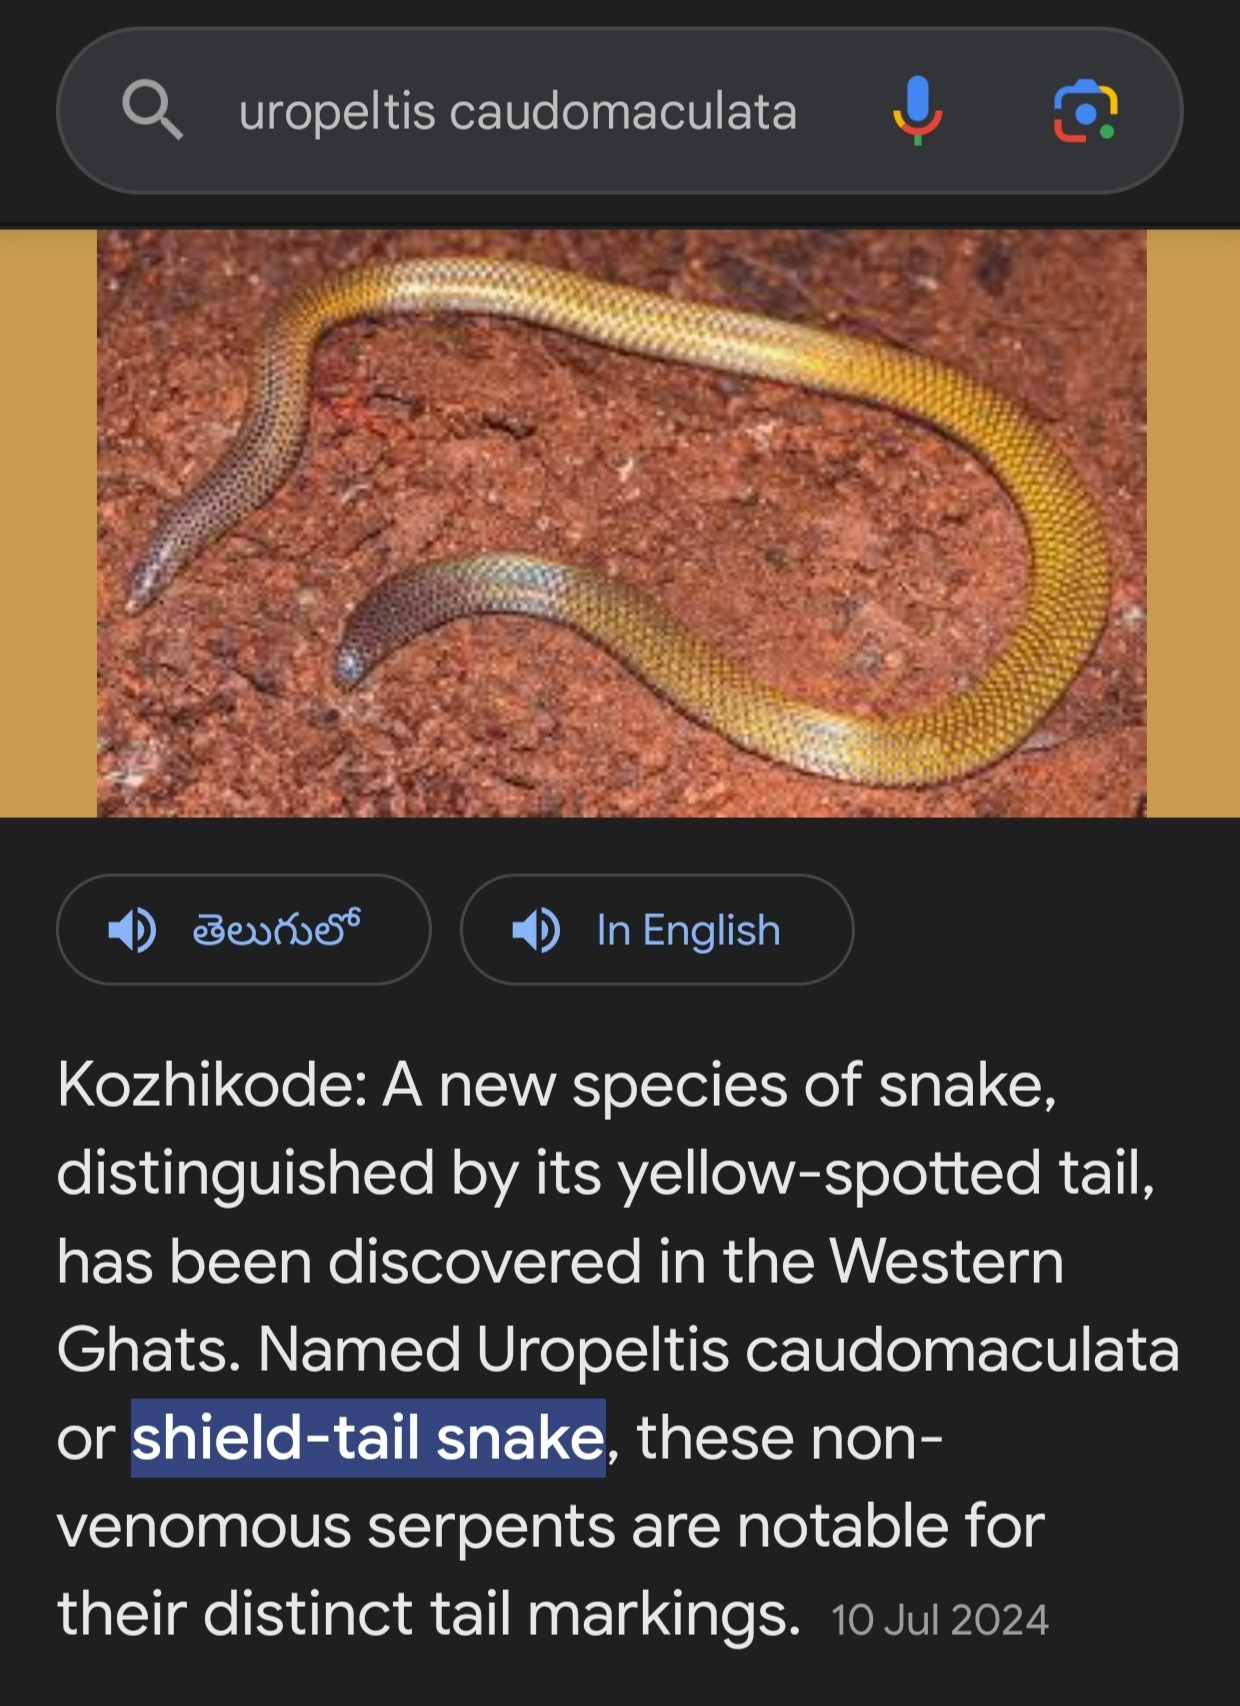 uropeltis caudomaculata
తెలుగులో
In English
Kozhikode: A new species of snake,
distinguished by its yellow-spotted tail,
has been discovered in the Western
Ghats. Named Uropeltis caudomaculata
or shield-tail snake, these non-
venomous serpents are notable for
their distinct tail markings. 10 Jul 2024